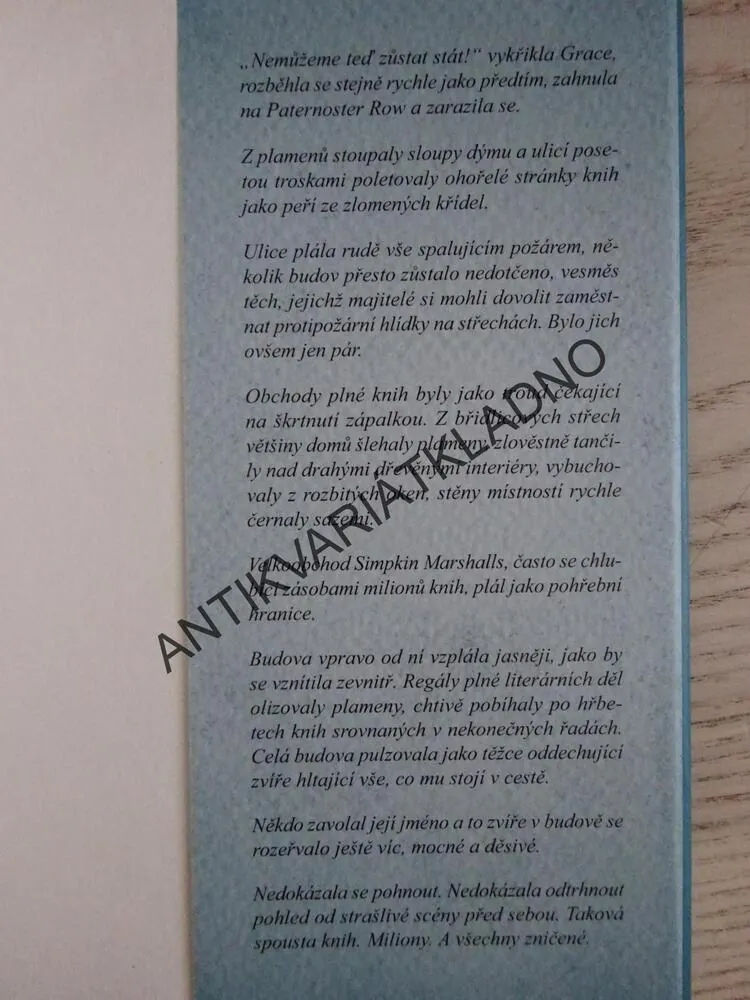 „Nemůžeme teď zůstat stát!“ vykřikla Grace,
rozběhla se stejně rychle jako předtím, zahnula
na Paternoster Row a zarazila se.
Z plamenů stoupaly sloupy dýmu a ulicí pose-
tou troskami poletovaly ohořelé stránky knih
jako peří ze zlomených křídel.
Ulice plála rudě vše spalujícím požárem, ně-
kolik budov přesto zůstalo nedotčeno, vesměs
těch, jejichž majitelé si mohli dovolit zaměst-
nat protipožární hlídky na střechách. Bylo jich
ovšem jen pár.
Obchody plné knih byly jako troud čekající
na škrtnutí zápalkou. Z břidlicových střech
většiny domů šlehaly plameny, zlověstně tanči-
ly nad drahými dřevěnými interiéry, vybucho-
valy z rozbitých oken, stěny místností rychle
černaly sazemi.
Velkoobchod Simpkin Marshalls, často se chlu-
bící zásobami milionů knih, plál jako pohřební
hranice.
Budova vpravo od ní vzplála jasněji, jako by
se vznítila zevnitř. Regály plné literárních děl
olizovaly plameny, chtivě pobíhaly po hřbe-
tech knih srovnaných v nekonečných řadách.
Celá budova pulzovala jako těžce oddechující
zvíře hltající vše, co mu stojí v cestě.
Někdo zavolal její jméno a to zvíře v budově se
rozeřvalo ještě víc, mocné a děsivé.
Nedokázala se pohnout. Nedokázala odtrhnout
pohled od strašlivé scény před sebou. Taková
spousta knih. Miliony. A všechny zničené.
ANTIKVARIÁTKLADNO